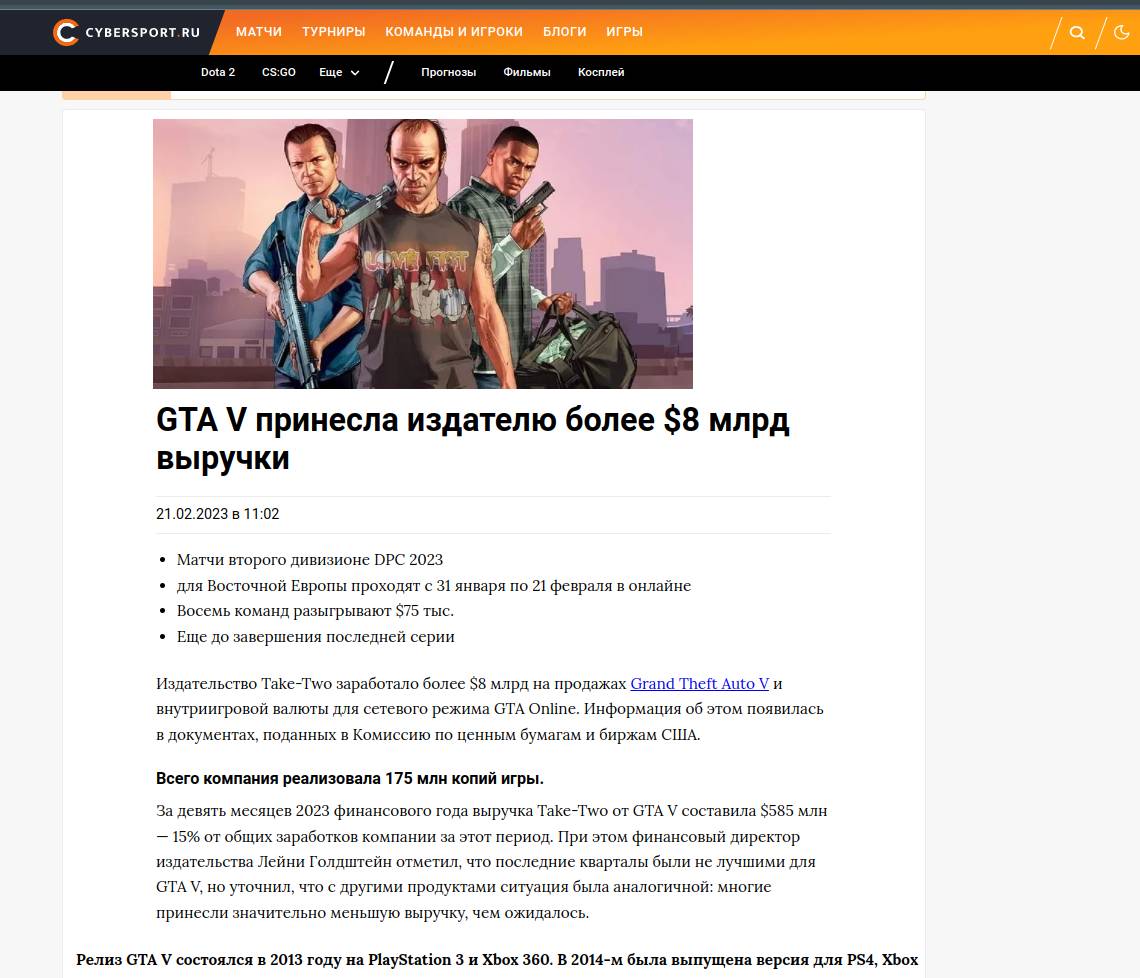 CYBERSPORT.RU
МАТЧИ ТУРНИРЫ КОМАНДЫ И ИГРОКИ БЛОГИ ИГРЫ
Dota 2 CS:GO Еще Прогнозы Фильмы Косплей
LOVE FIST
GTA V принесла издателю более $8 млрд
выручки
21.02.2023 в 11:02
• Матчи второго дивизионе DPC 2023
• для Восточной Европы проходят с 31 января по 21 февраля в онлайне
• Восемь команд разыгрывают $75 тыс.
• Еще до завершения последней серии
Издательство Take-Two заработало более $8 млрд на продажах Grand Theft Auto V и
внутриигровой валюты для сетевого режима GTA Online. Информация об этом появилась
в документах, поданных в Комиссию по ценным бумагам и биржам США.
Всего компания реализовала 175 млн копий игры.
За девять месяцев 2023 финансового года выручка Take-Two от GTA V составила $585 млн
— 15% от общих заработков компании за этот период. При этом финансовый директор
издательства Лейни Голдштейн отметил, что последние кварталы были не лучшими для
GTA V, но уточнил, что с другими продуктами ситуация была аналогичной: многие
принесли значительно меньшую выручку, чем ожидалось.
Релиз GTA V состоялся в 2013 году на PlayStation 3 и Xbox 360. В 2014-м была выпущена версия для PS4, Xbox